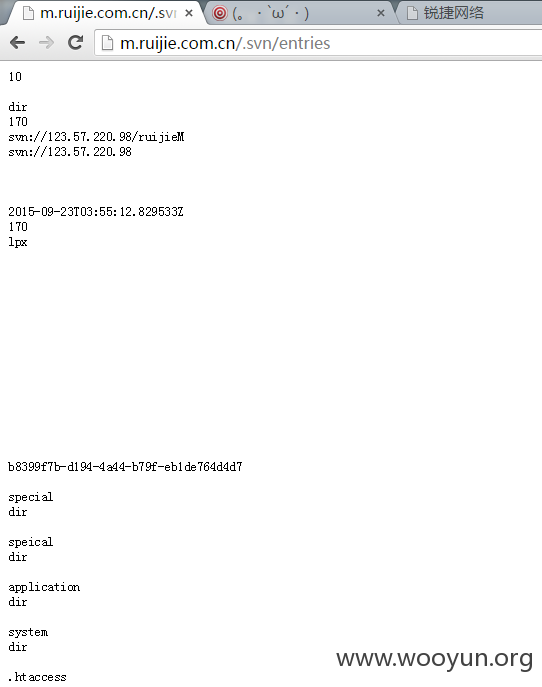 m.ruijie.com.cn/.svn
(。・`ω´・)
锐捷网络
m.ruijie.com.cn/.svn/entries
10
dir
170
svn://123.57.220.98/ruijieM
svn://123.57.220.98
2015-09-23T03:55:12.829533Z
170
lpx
b8399f7b-d194-4a44-b79f-eb1de764d4d7
special
dir
speical
dir
application
dir
system
dir
.htaccess
www.wooyun.org